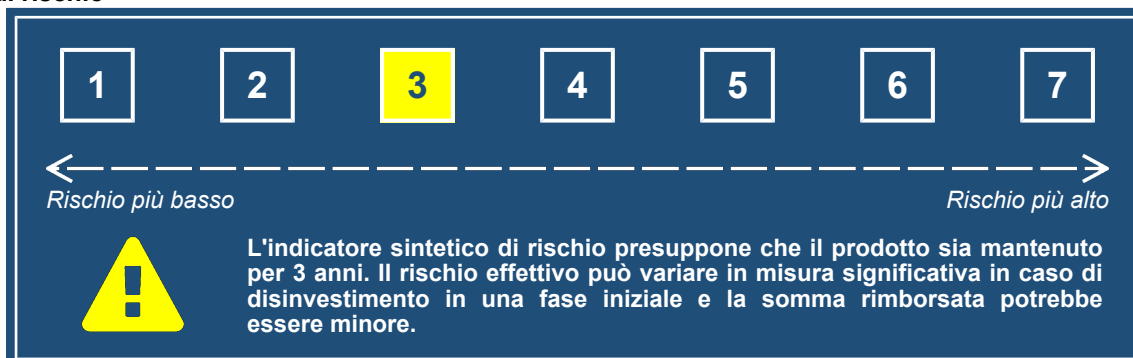 di rischio
1 2 3 4 5 6 7
Rischio più basso Rischio più alto
L'indicatore sintetico di rischio presuppone che il prodotto sia mantenuto
per 3 anni. Il rischio effettivo può variare in misura significativa in caso di
disinvestimento in una fase iniziale e la somma rimborsata potrebbe
essere minore.